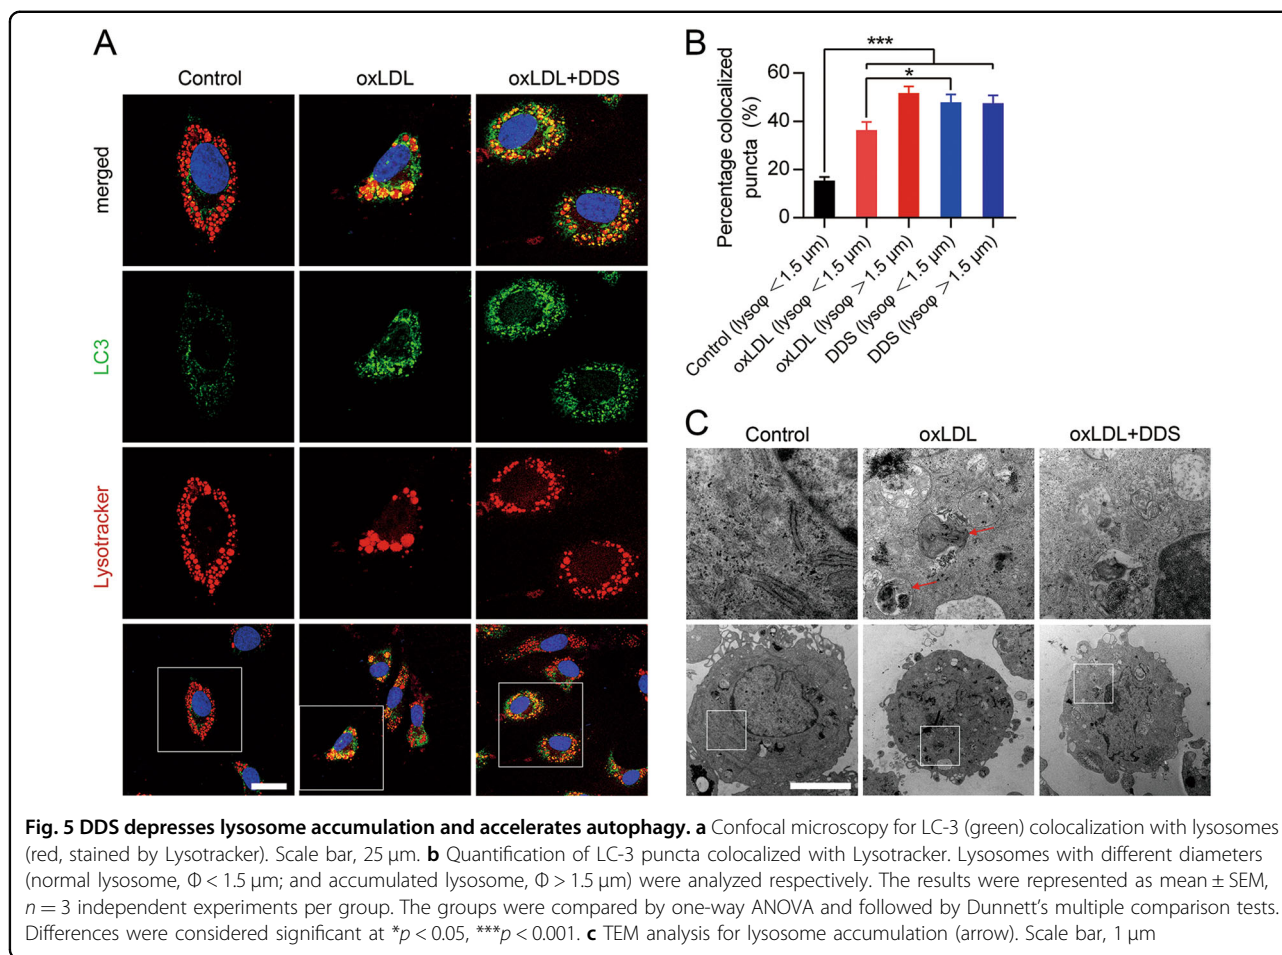 A
Control oxLDL oxLDL+DDS
merged
LC3
Lysotracker
B
***
*
Percentage colocalized
puncta (%)
60
40
20
0
Control (lysoφ < 1.5 μm)
oxLDL (lysoφ < 1.5 μm)
oxLDL (lysoφ > 1.5 μm)
DDS (lysoφ < 1.5 μm)
DDS (lysoφ > 1.5 μm)
C
Control oxLDL oxLDL+DDS
Fig. 5 DDS depresses lysosome accumulation and accelerates autophagy. a Confocal microscopy for LC-3 (green) colocalization with lysosomes
(red, stained by Lysotracker). Scale bar, 25 μm. b Quantification of LC-3 puncta colocalized with Lysotracker. Lysosomes with different diameters
(normal lysosome, Φ < 1.5 μm; and accumulated lysosome, Φ > 1.5 μm) were analyzed respectively. The results were represented as mean ± SEM,
n = 3 independent experiments per group. The groups were compared by one-way ANOVA and followed by Dunnett's multiple comparison tests.
Differences were considered significant at *p < 0.05, ***p < 0.001. c TEM analysis for lysosome accumulation (arrow). Scale bar, 1 μm